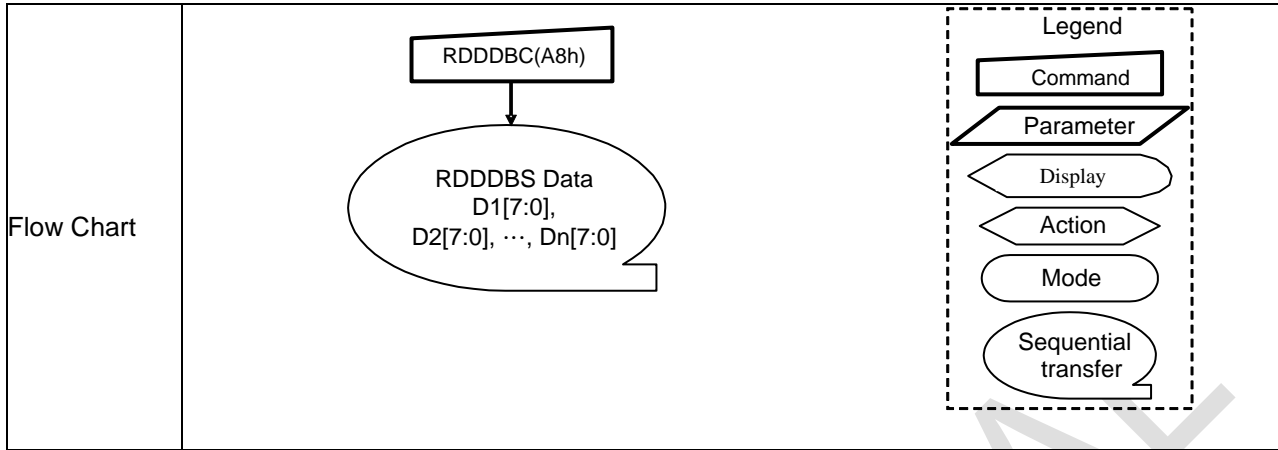 Flow Chart
RDDDBC(A8h)
RDDDBS Data
D1[7:0],
D2[7:0], ···, Dn[7:0]
Legend
Command
Parameter
Display
Action
Mode
Sequential
transfer